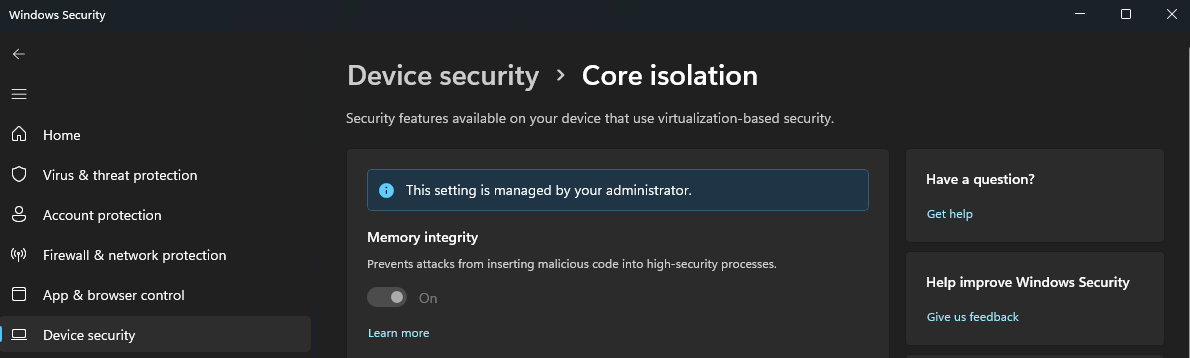 Windows Security
Home
Virus & threat protection
Account protection
Firewall & network protection
App & browser control
Device security
Device security > Core isolation
Security features available on your device that use virtualization-based security.
This setting is managed by your administrator.
Memory integrity
Prevents attacks from inserting malicious code into high-security processes.
On
Learn more
Have a question?
Get help
Help improve Windows Security
Give us feedback